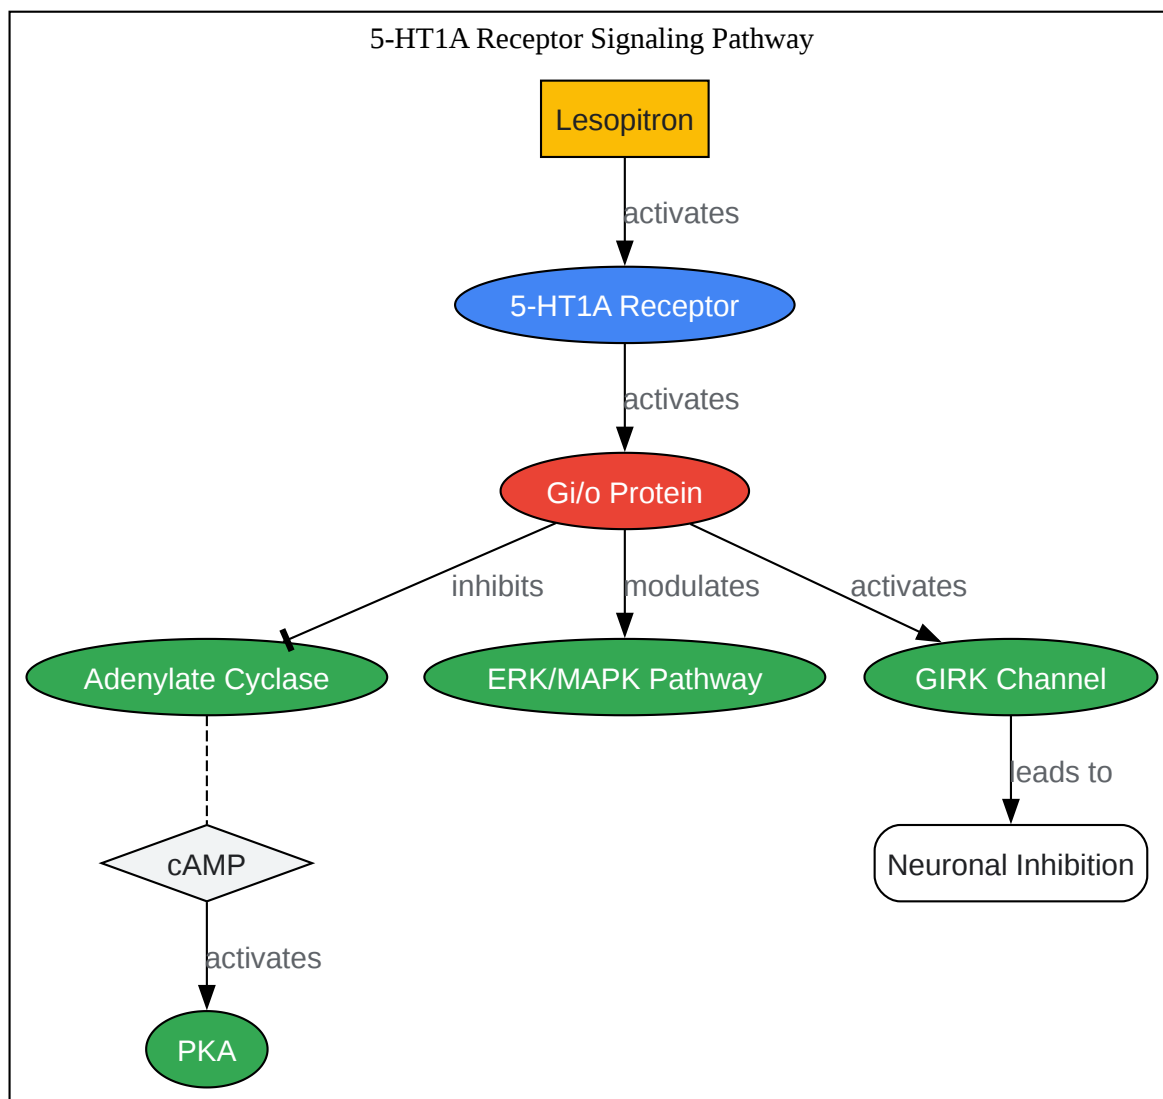 5-HT1A Receptor Signaling Pathway
Lesopitron
activates
5-HT1A Receptor
activates
Gi/o Protein
inhibits
modulates
activates
Adenylate Cyclase
ERK/MAPK Pathway
GIRK Channel
leads to
cAMP
Neuronal Inhibition
activates
PKA